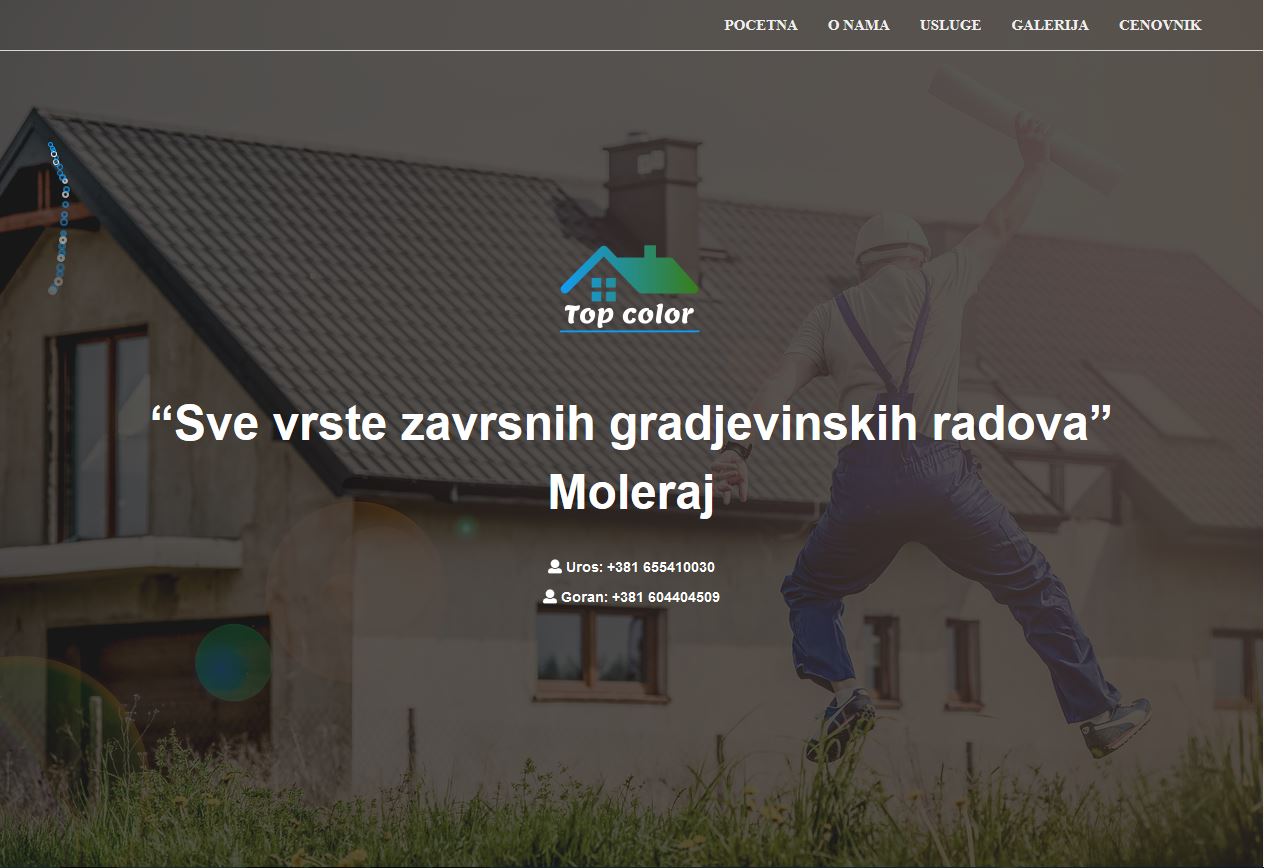 POCETNA O NAMA USLUGE GALERIJA CENOVNIK
Top color
“Sve vrste zavrsnih gradjevinskih radova”
Moleraj
Uros: +381 655410030
Goran: +381 604404509